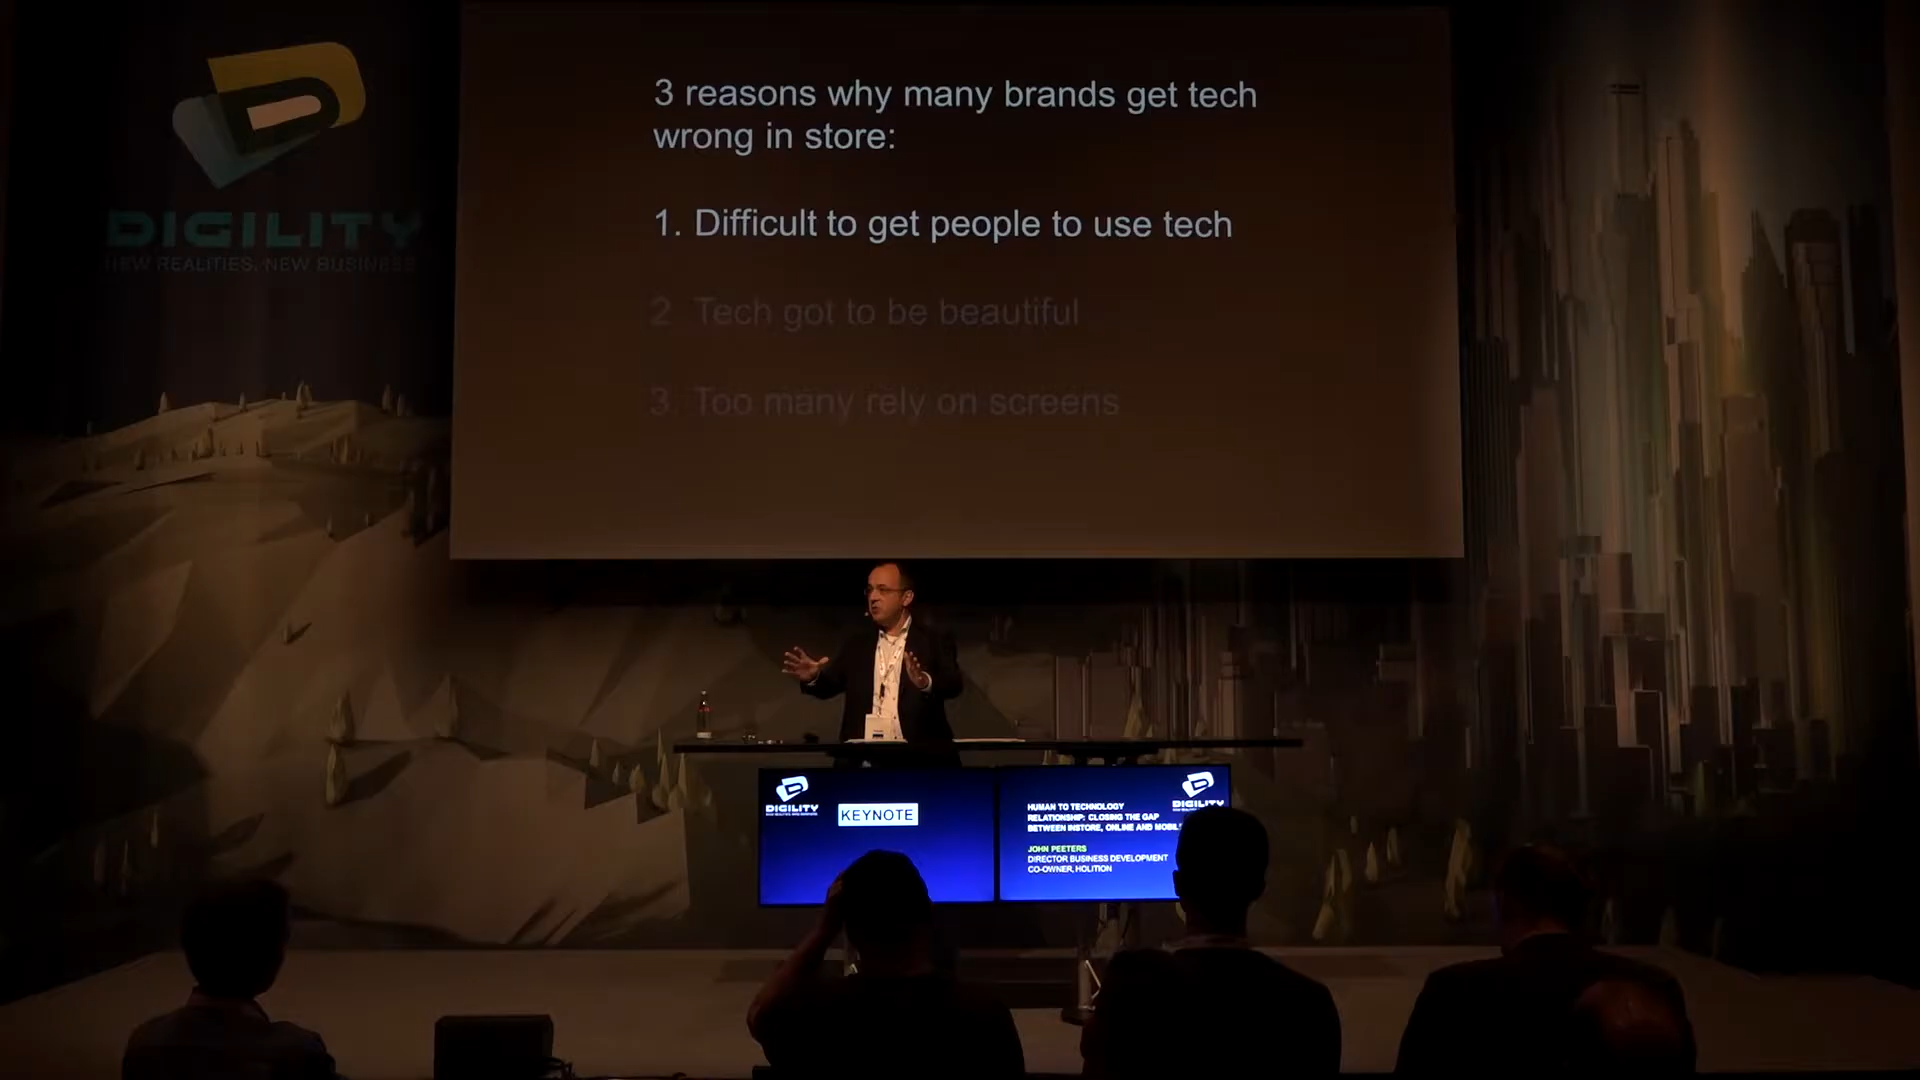 DIGILITY
NEW REALITIES, NEW BUSINESS
3 reasons why many brands get tech
wrong in store:
1. Difficult to get people to use tech
2 Tech got to be beautiful
3. Too many rely on screens
DIGILITY
KEYNOTE
DIGILITY
HUMAN TO TECHNOLOGY
RELATIONSHIP: CLOSING THE GAP
BETWEEN INSTORE, ONLINE AND
JOHN PEETERS
DIRECTOR BUSINESS DEVELOPMENT
CO-OWNER, HOLITION